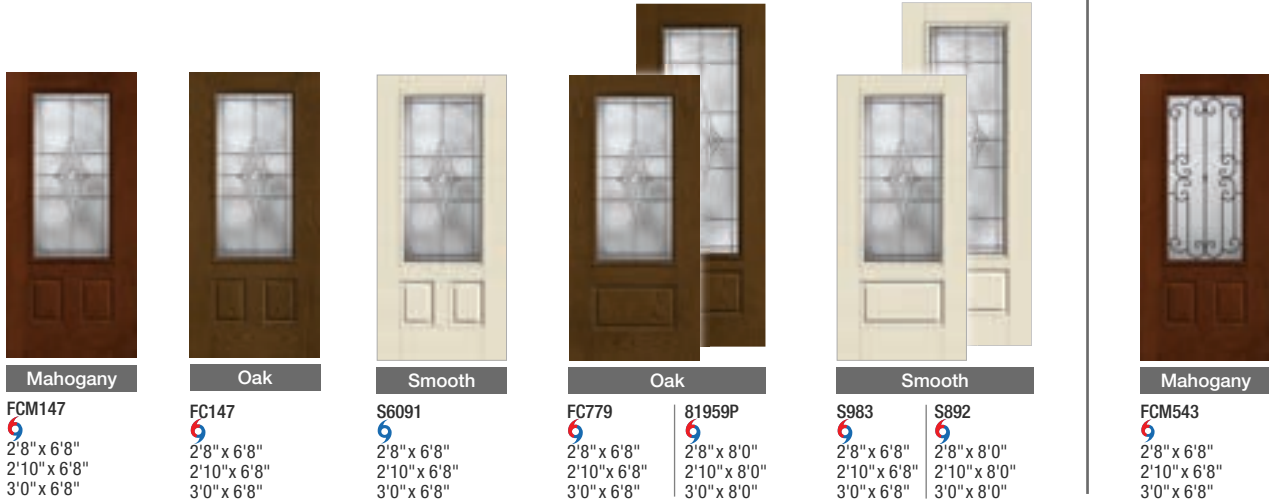 Mahogany
FCM147
2'8" x 6'8"
2'10" x 6'8"
3'0" x 6'8"
Oak
FC147
2'8" x 6'8"
2'10" x 6'8"
3'0" x 6'8"
Smooth
S6091
2'8" x 6'8"
2'10" x 6'8"
3'0" x 6'8"
Oak
FC779
2'8" x 6'8"
2'10" x 6'8"
3'0" x 6'8"
81959P
2'8" x 8'0"
2'10" x 8'0"
3'0" x 8'0"
Smooth
S983
2'8" x 6'8"
2'10" x 6'8"
3'0" x 6'8"
S892
2'8" x 8'0"
2'10" x 8'0"
3'0" x 8'0"
Mahogany
FCM543
2'8" x 6'8"
2'10" x 6'8"
3'0" x 6'8"